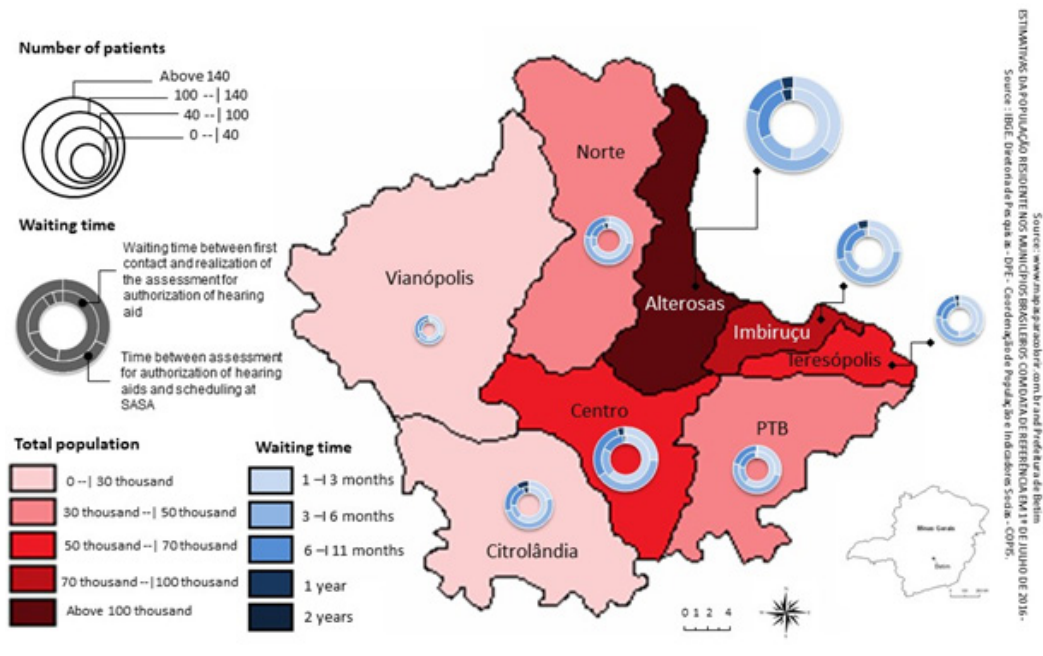 Number of patients
Above 140
100 --| 140
40 --| 100
0 --| 40
Waiting time
Waiting time between first
contact and realization of
the assessment for
authorization of hearing
aid
Time between assessment
for authorization of hearing
aids and scheduling at
SASA
Total population
0 --| 30 thousand
30 thousand --| 50 thousand
50 thousand --| 70 thousand
70 thousand --| 100 thousand
Above 100 thousand
Waiting time
1 –| 3 months
3 –| 6 months
6 –| 11 months
1 year
2 years
Norte
Vianópolis
Alterosas
Imbiruçu
Teresópolis
Centro
PTB
Citrolândia
0 1 2 4
Minas Gerais
Betim
Source: www.mapasparacolorir.com.br and Prefeitura de Betim
ESTIMATIVAS DA POPULAÇÃO RESIDENTE NOS MUNICÍPIOS BRASILEIROS COM DATA DE REFERÊNCIA EM 1º DE JULHO DE 2016 -
Source: IBGE. Diretoria de Pesquisas - DPE - Coordenação de População e Indicadores Sociais - COPIS.